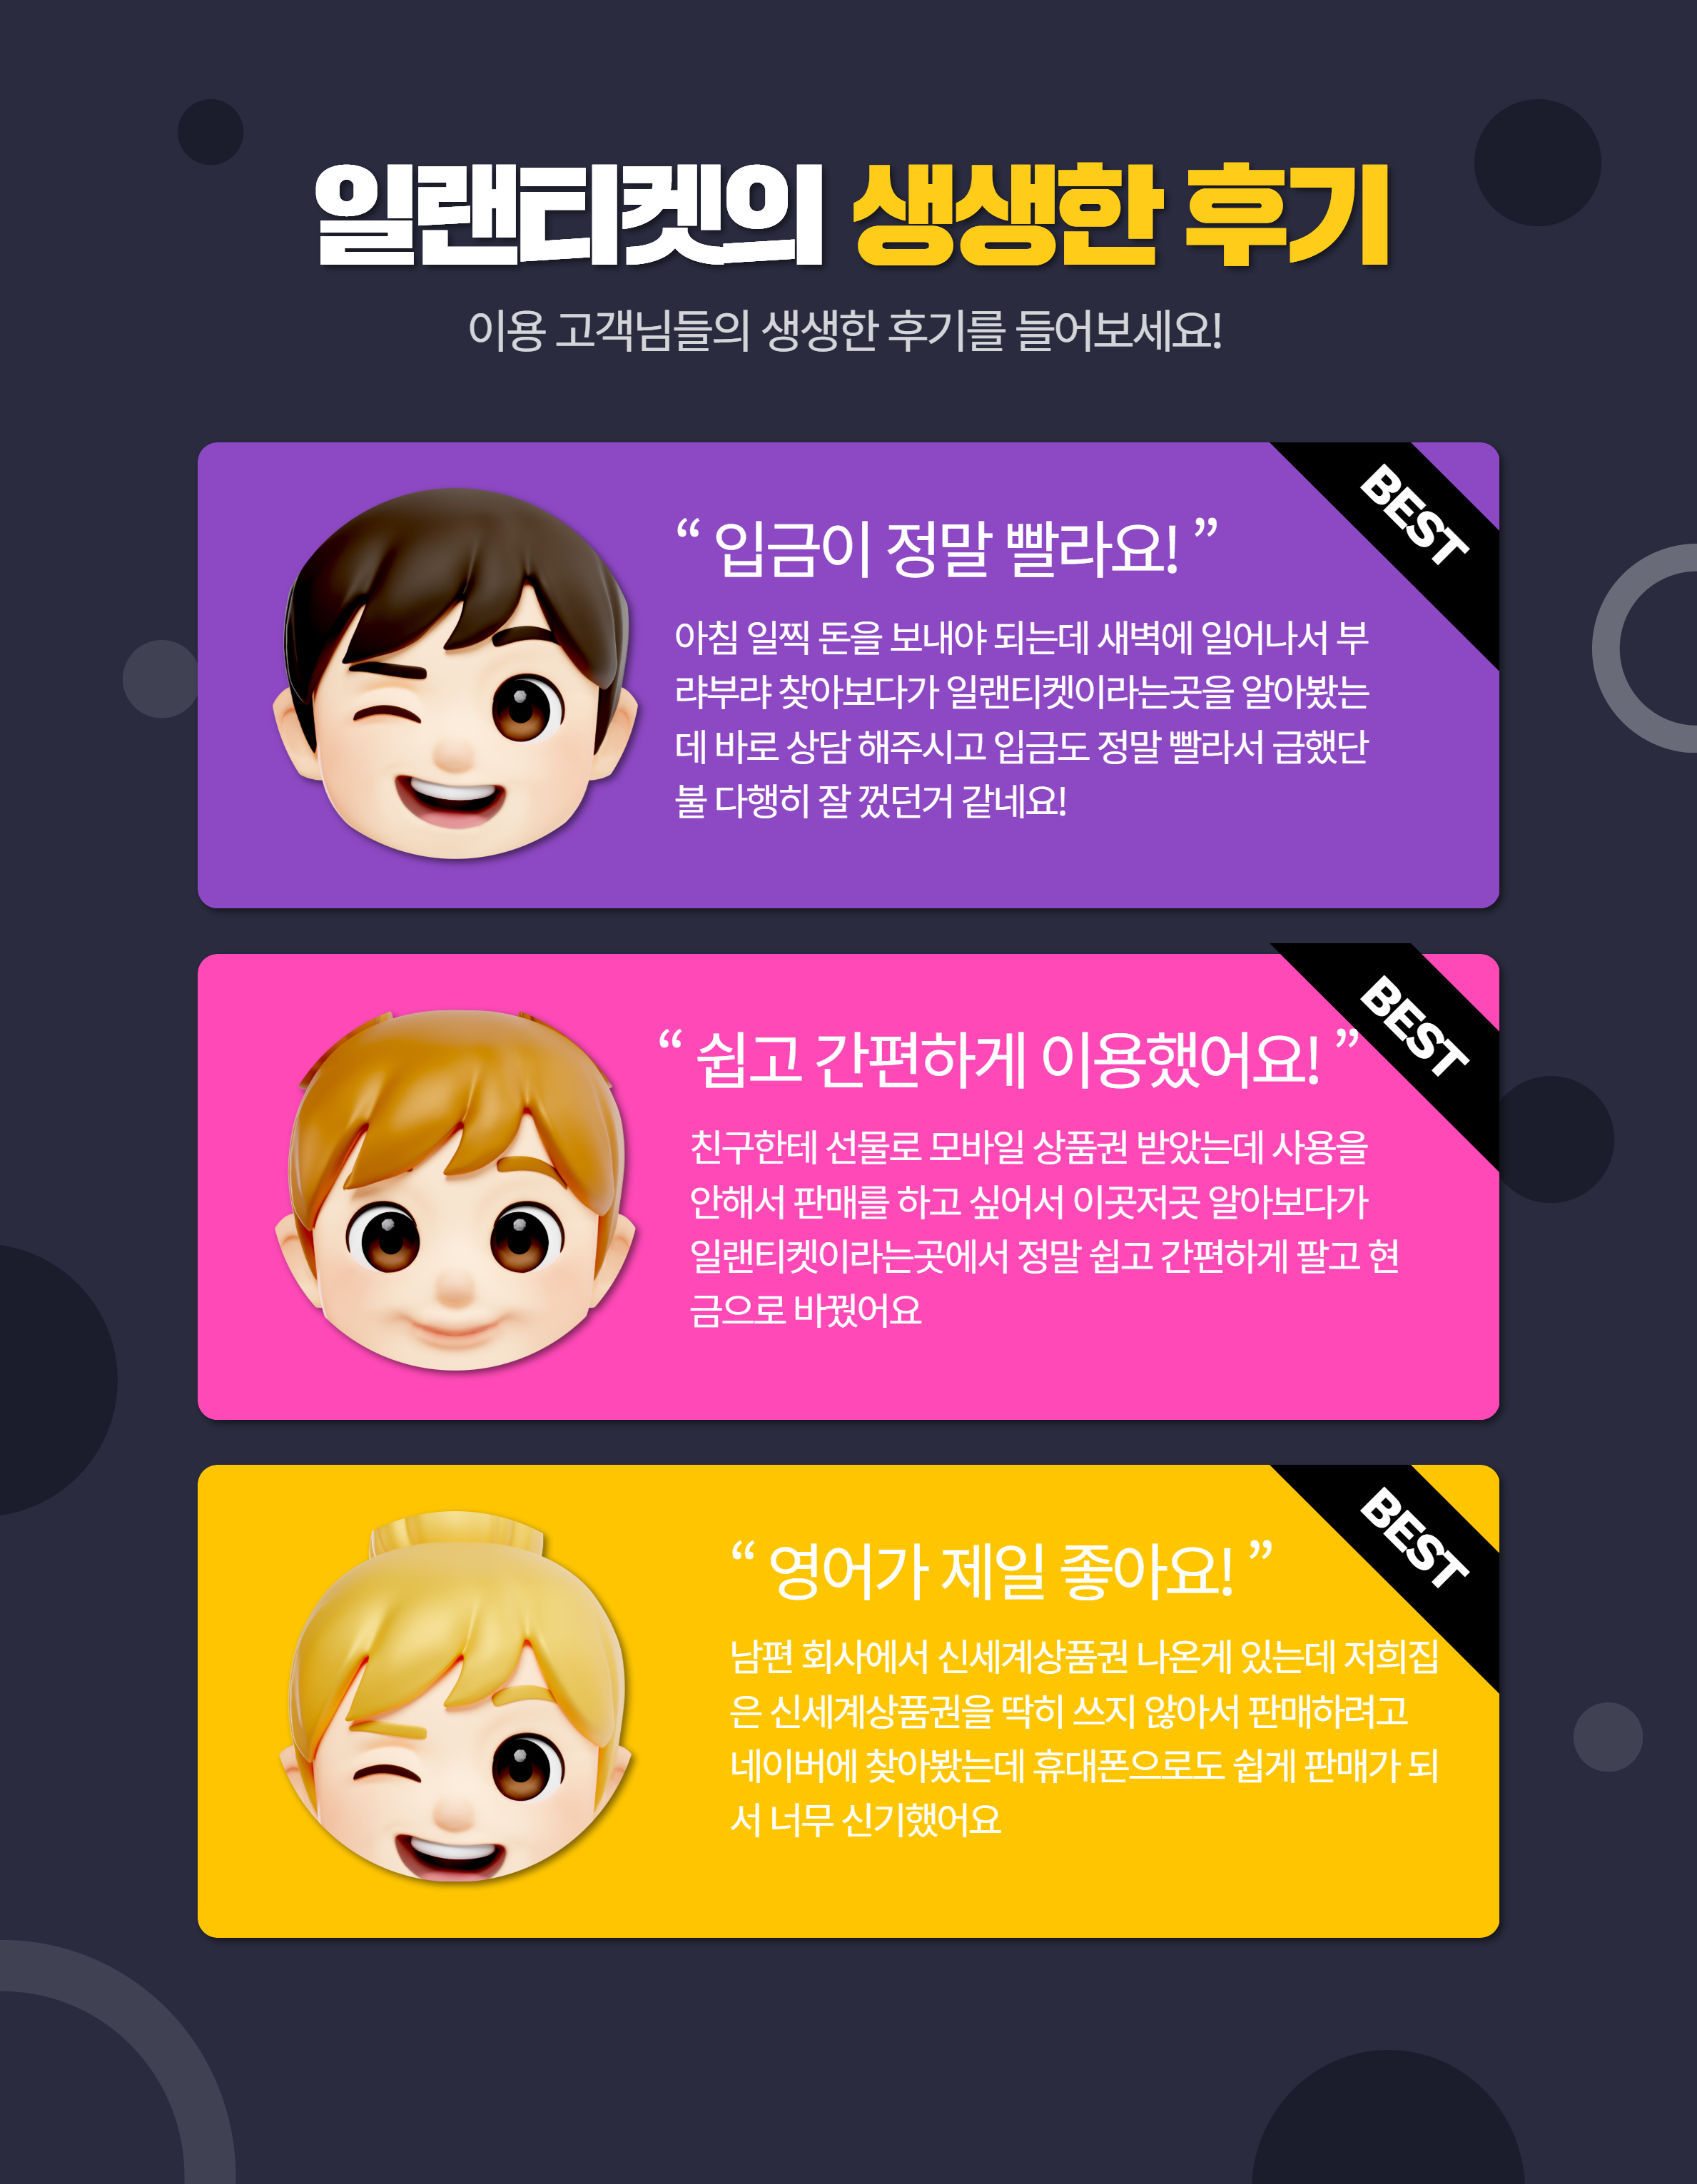 일랜티켓의 생생한 후기
이용 고객님들의 생생한 후기를 들어보세요!
BEST
“ 입금이 정말 빨라요! ”
아침 일찍 돈을 보내야 되는데 새벽에 일어나서 부
랴부랴 찾아보다가 일랜티켓이라는곳을 알아봤는
데 바로 상담 해주시고 입금도 정말 빨라서 급했단
불 다행히 잘 껐던거 같네요!
BEST
“ 쉽고 간편하게 이용했어요! ”
친구한테 선물로 모바일 상품권 받았는데 사용을
안해서 판매를 하고 싶어서 이곳저곳 알아보다가
일랜티켓이라는곳에서 정말 쉽고 간편하게 팔고 현
금으로 바꿨어요
BEST
“ 영어가 제일 좋아요! ”
남편 회사에서 신세계상품권 나온게 있는데 저희집
은 신세계상품권을 딱히 쓰지 않아서 판매하려고
네이버에 찾아봤는데 휴대폰으로도 쉽게 판매가 되
서 너무 신기했어요